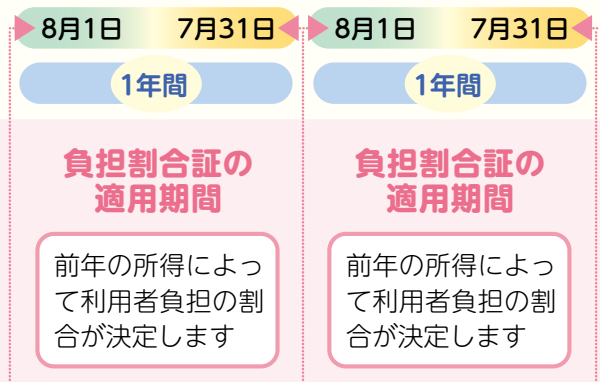 8月1日 7月31日
1年間
負担割合証の
適用期間
前年の所得によっ
て利用者負担の割
合が決定します
8月1日 7月31日
1年間
負担割合証の
適用期間
前年の所得によっ
て利用者負担の割
合が決定します